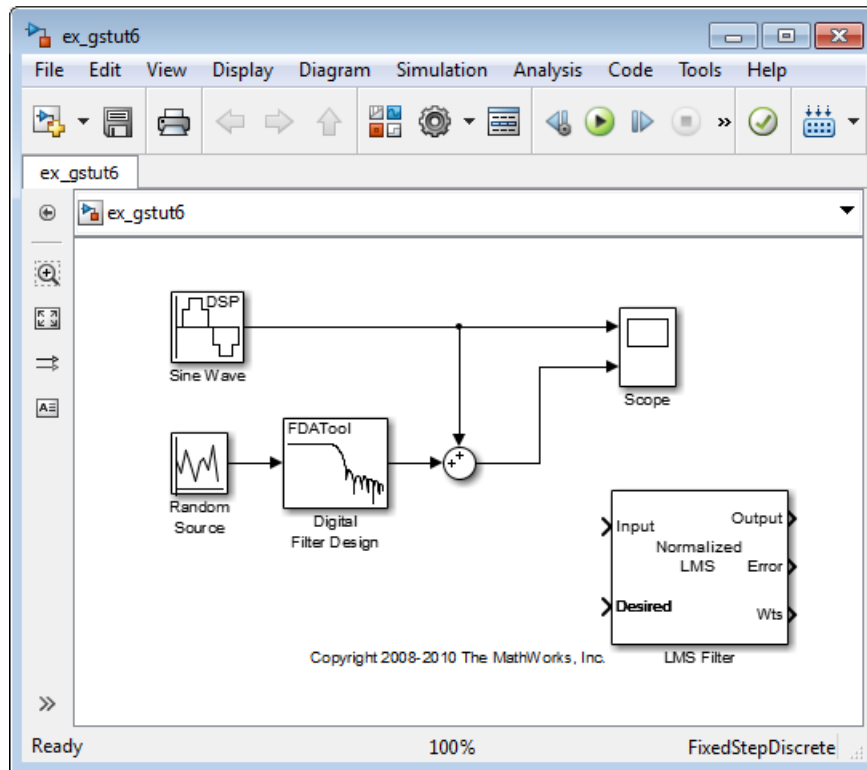 ex_gstut6
File Edit View Display Diagram Simulation Analysis Code Tools Help
ex_gstut6
ex_gstut6
DSP
Sine Wave
Scope
FDATool
Random
Source
Digital
Filter Design
Input
Output
Normalized
LMS
Error
Desired
Wts
Copyright 2008-2010 The MathWorks, Inc.
LMS Filter
Ready 100% FixedStepDiscrete